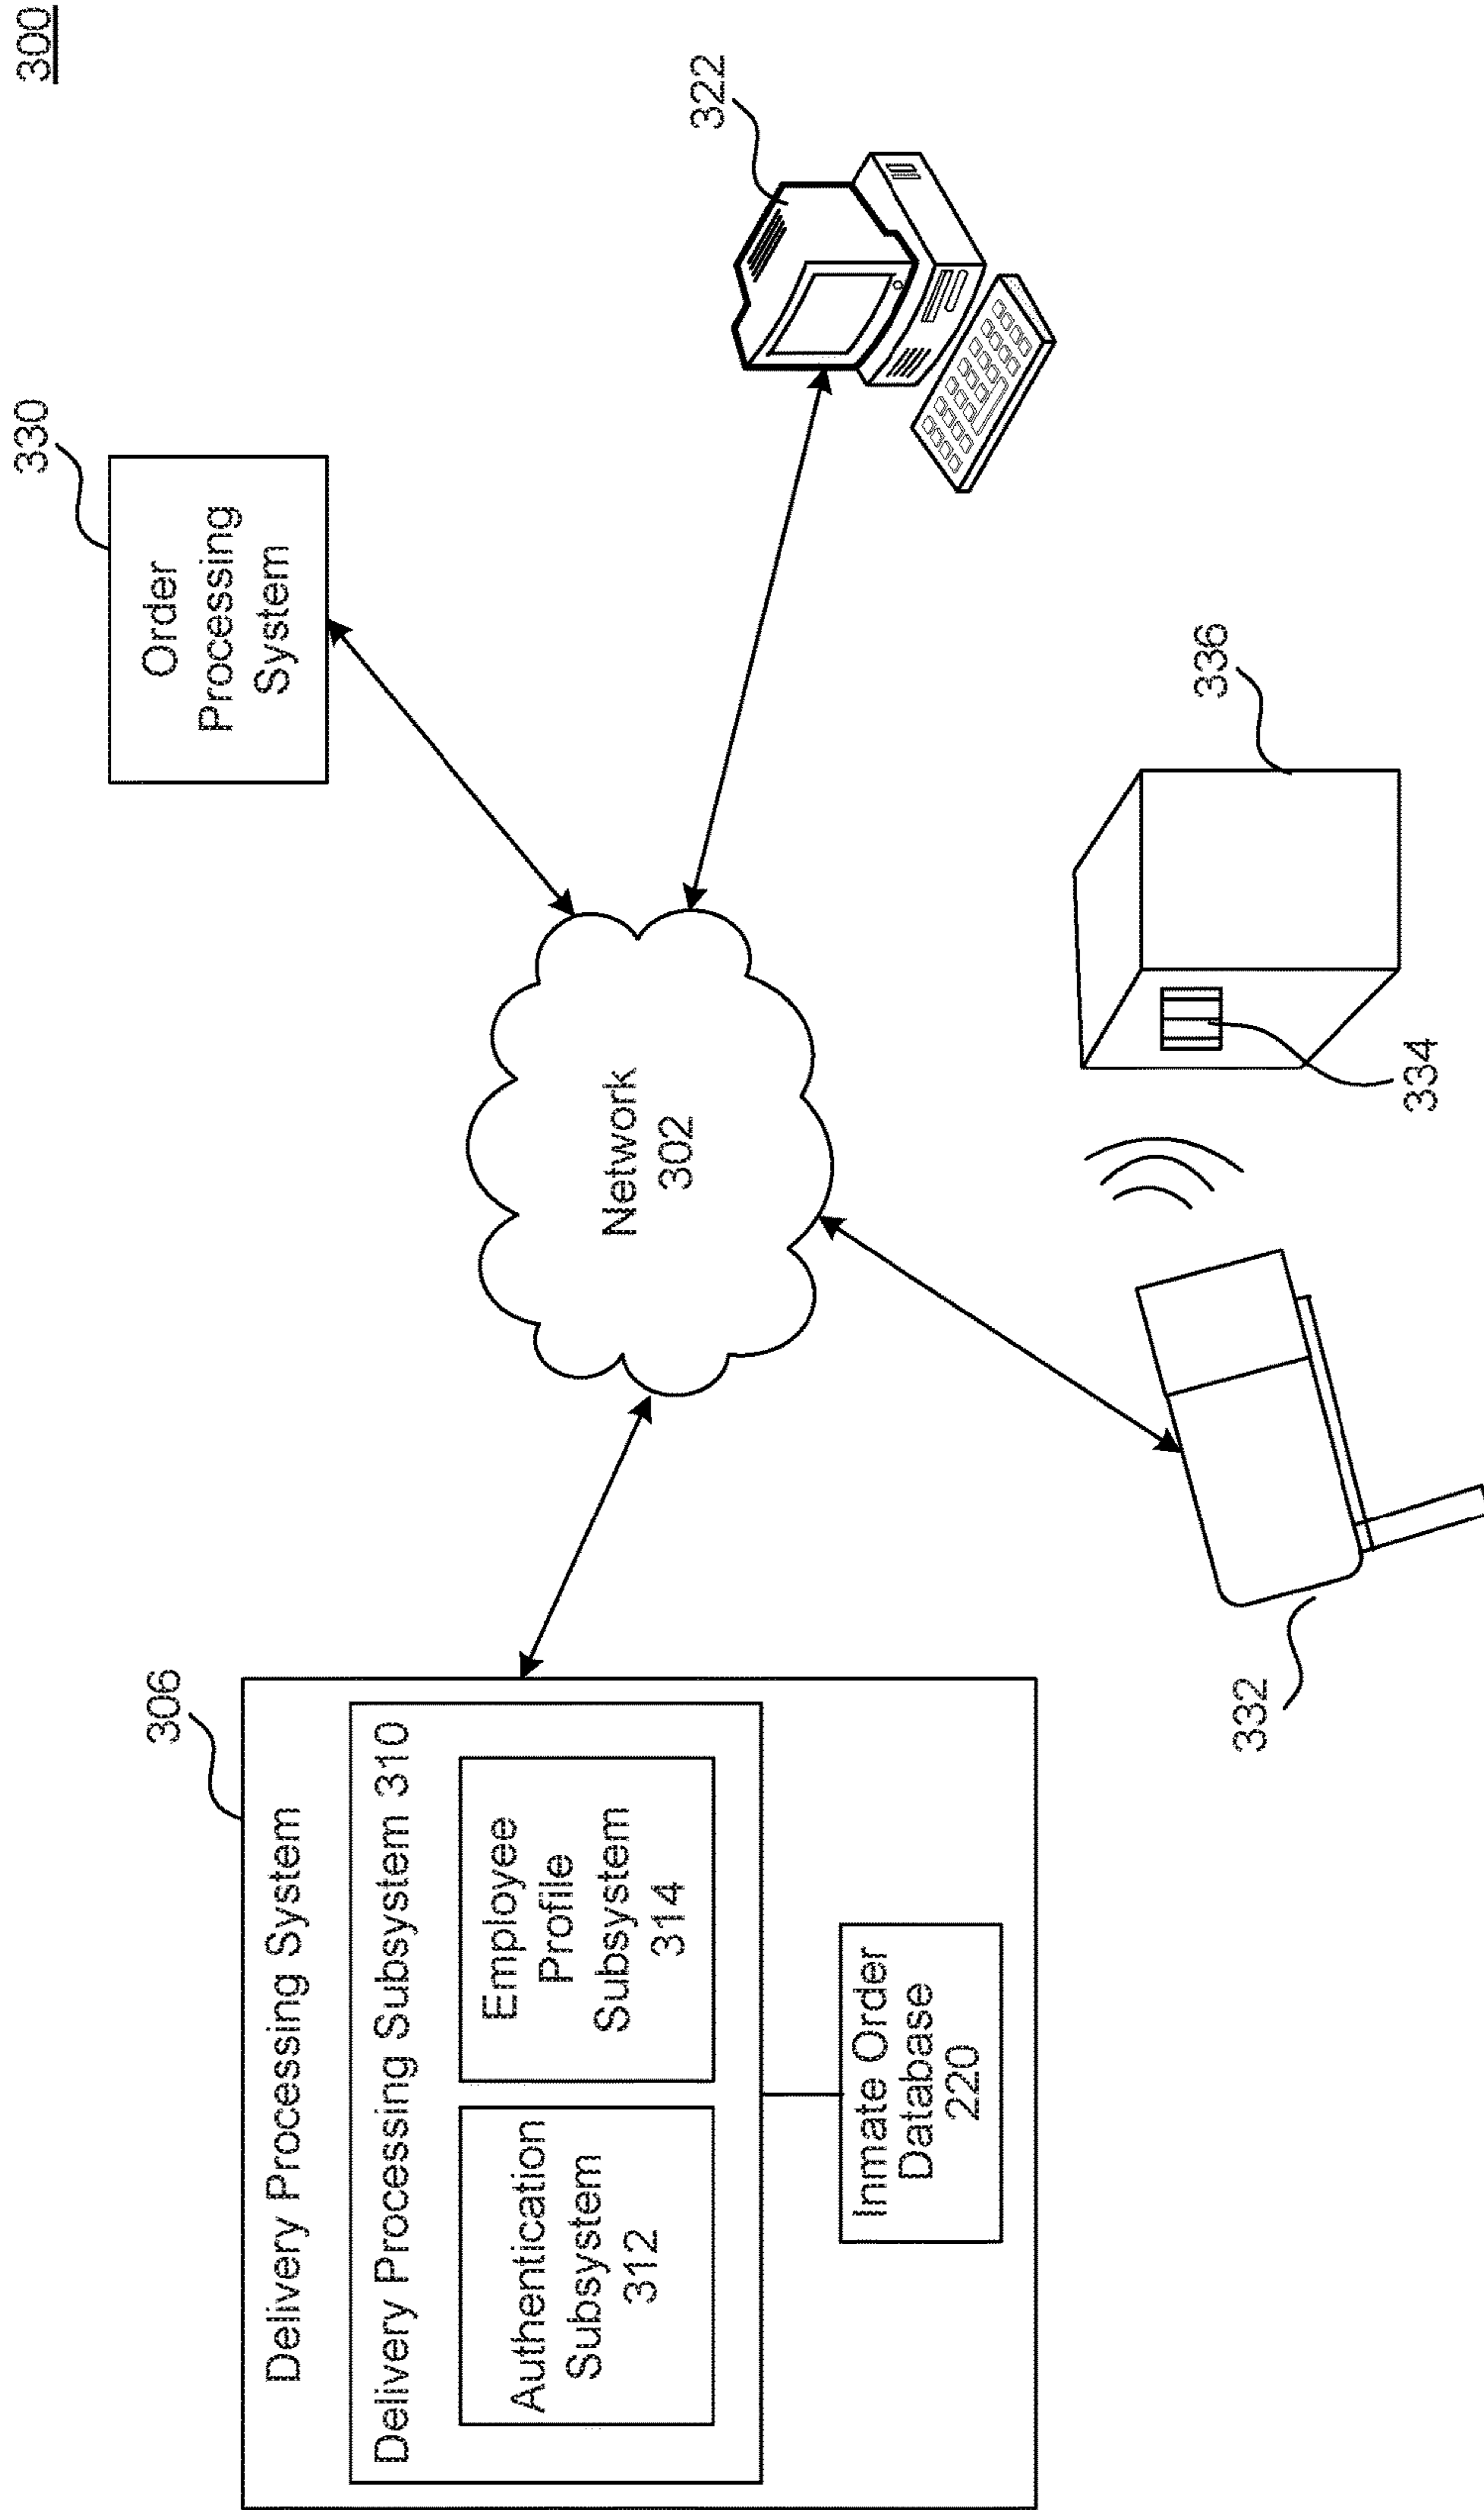 300
306
Delivery Processing System
Delivery Processing Subsystem 310
Authentication
Subsystem
312
Employee
Profile
Subsystem
314
Inmate Order
Database
220
Network
302
330
Order
Processing
System
322
332
334
336